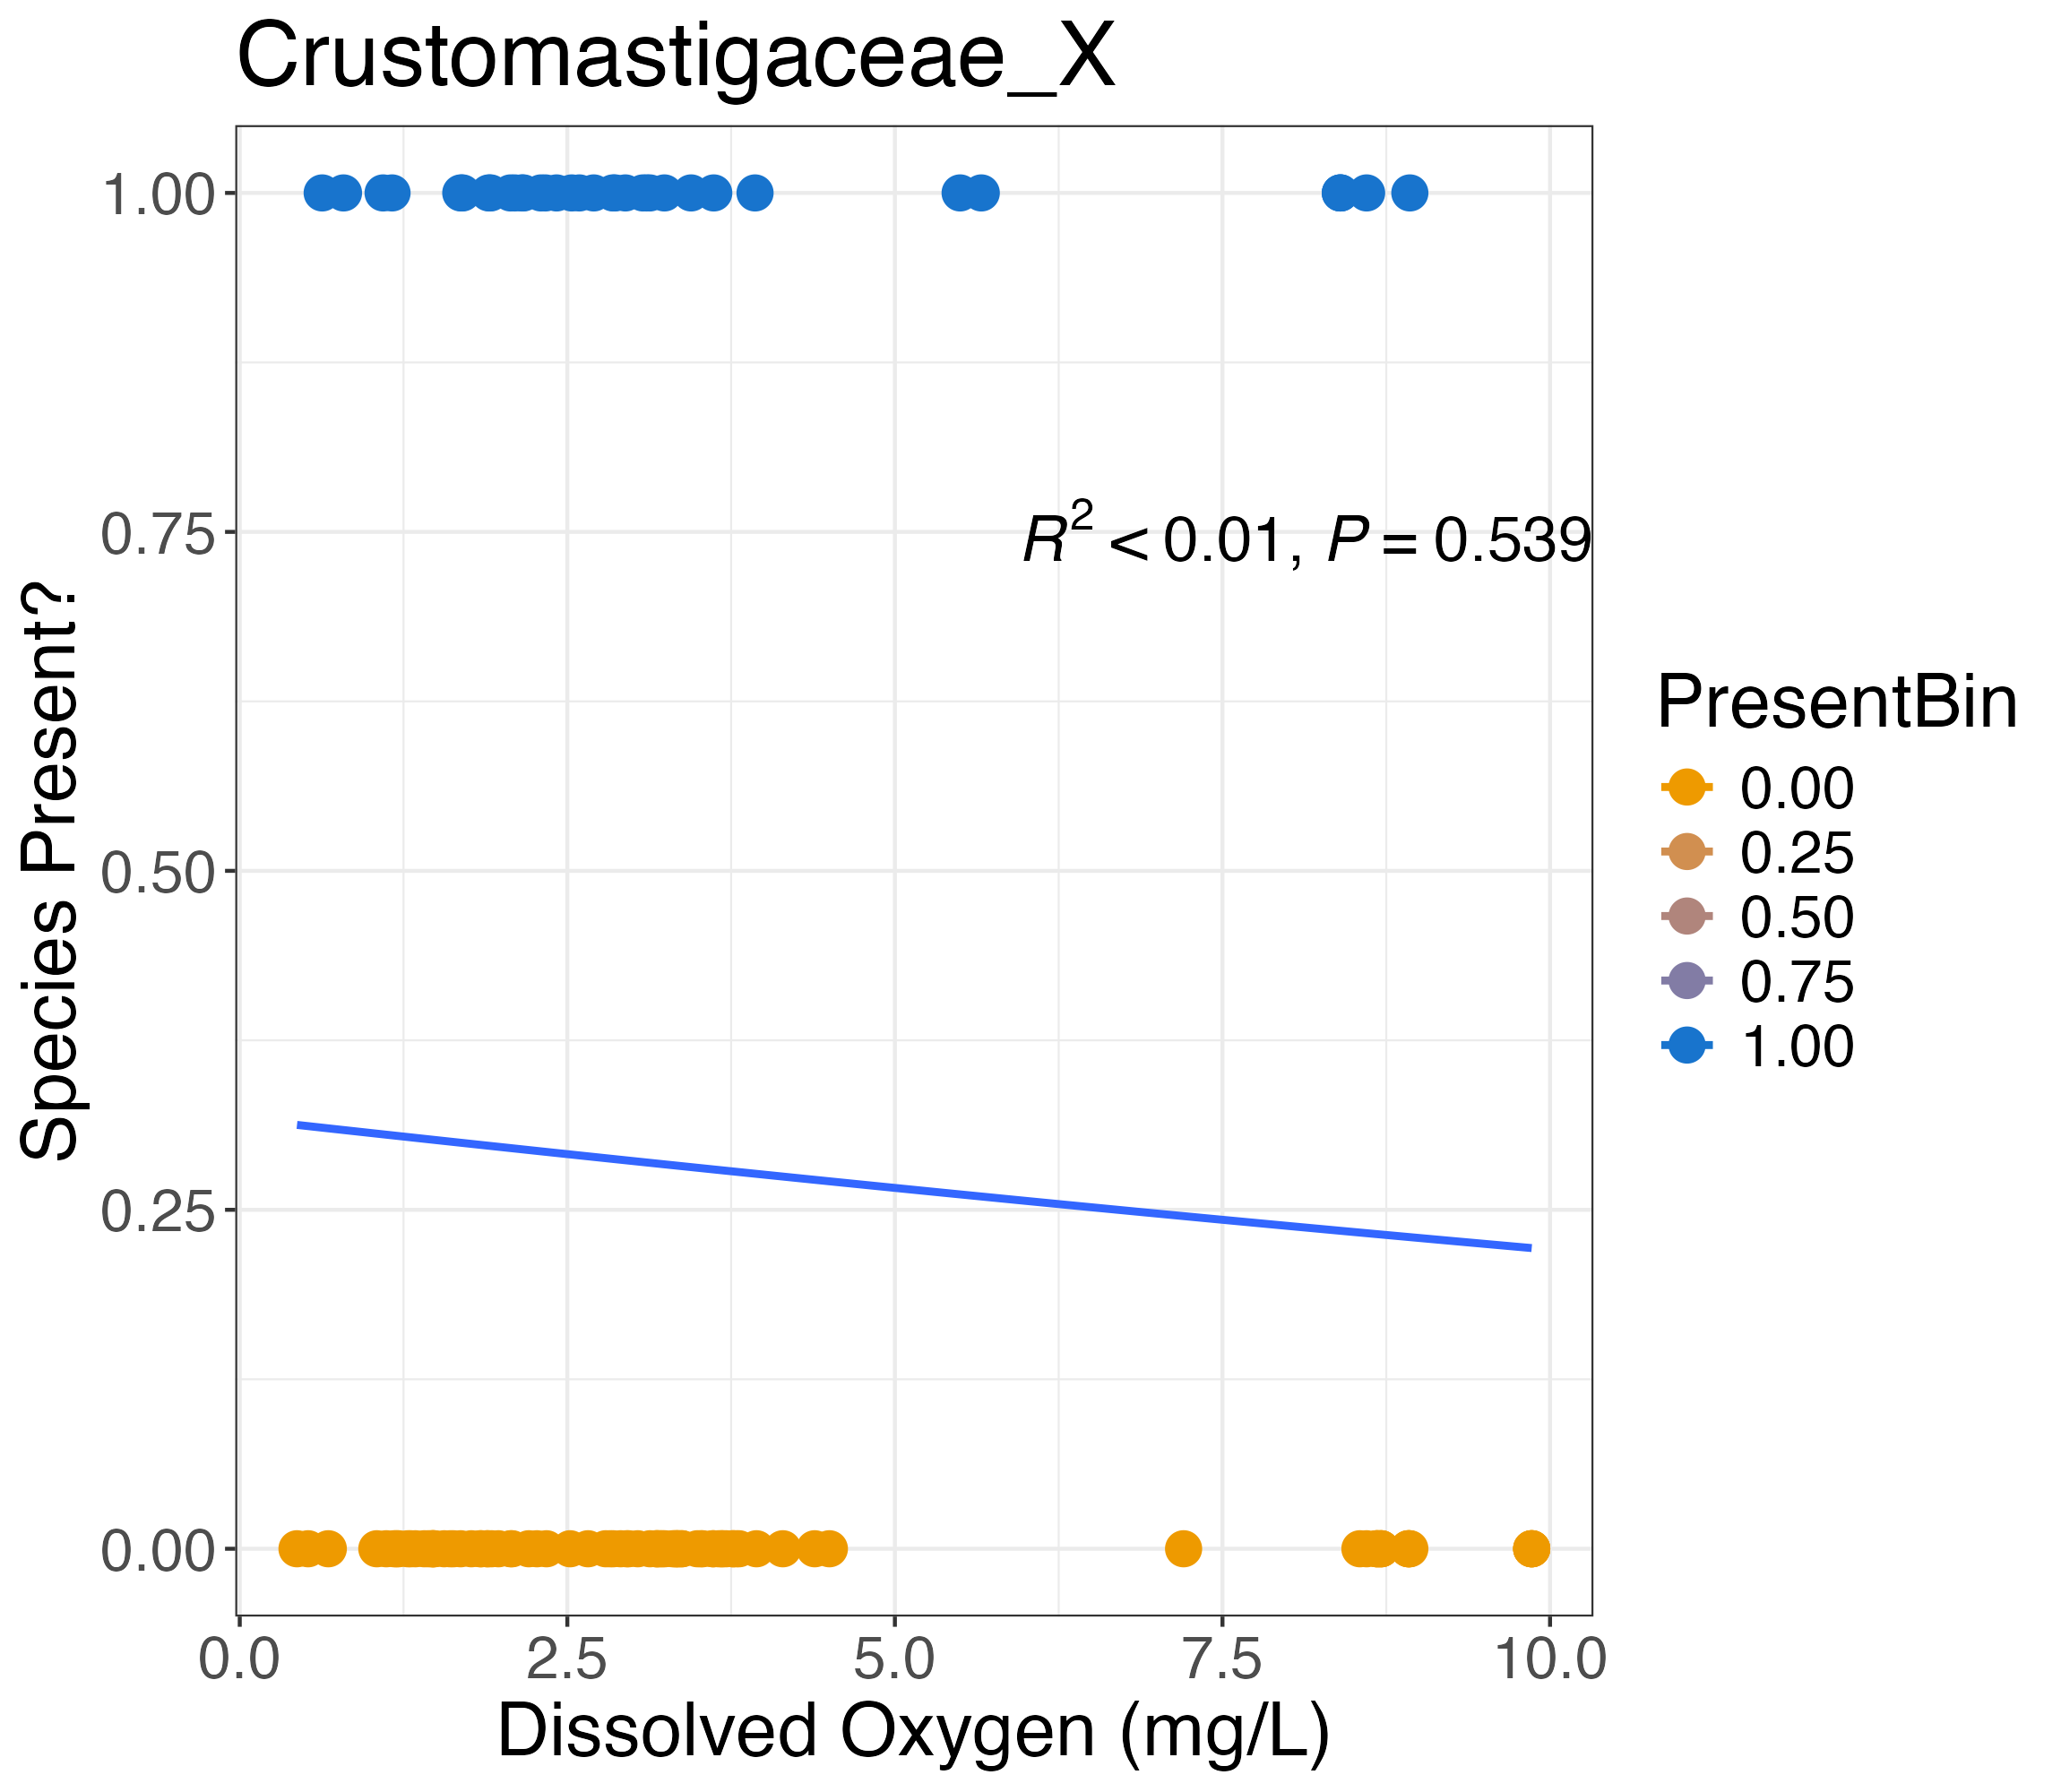 Crustomastigaceae_X
1.00
0.75
0.50
0.25
0.00
Species Present?
R² < 0.01, P = 0.539
0.0 2.5 5.0 7.5 10.0
Dissolved Oxygen (mg/L)
PresentBin
0.00
0.25
0.50
0.75
1.00